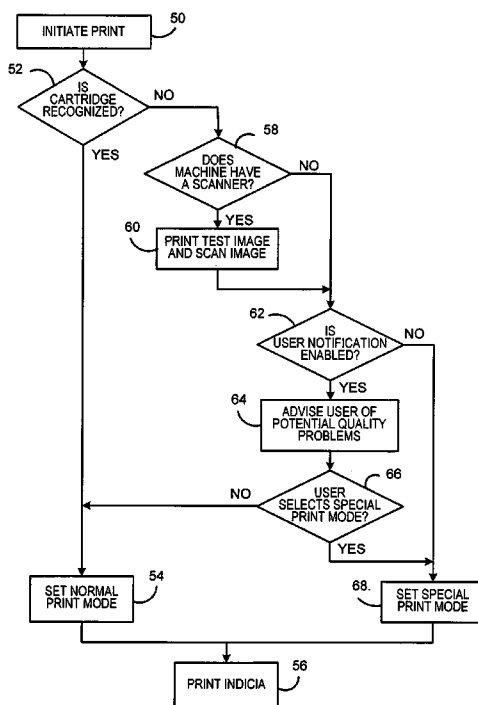 INITIATE PRINT
50
52
IS
CARTRIDGE
RECOGNIZED?
NO
YES
58
DOES
MACHINE HAVE
A SCANNER?
NO
YES
60
PRINT TEST IMAGE
AND SCAN IMAGE
62
IS
USER NOTIFICATION
ENABLED?
NO
YES
64
ADVISE USER OF
POTENTIAL QUALITY
PROBLEMS
66
USER
SELECTS SPECIAL
PRINT MODE?
NO
YES
SET NORMAL
PRINT MODE
54
68.
SET SPECIAL
PRINT MODE
PRINT INDICIA
56